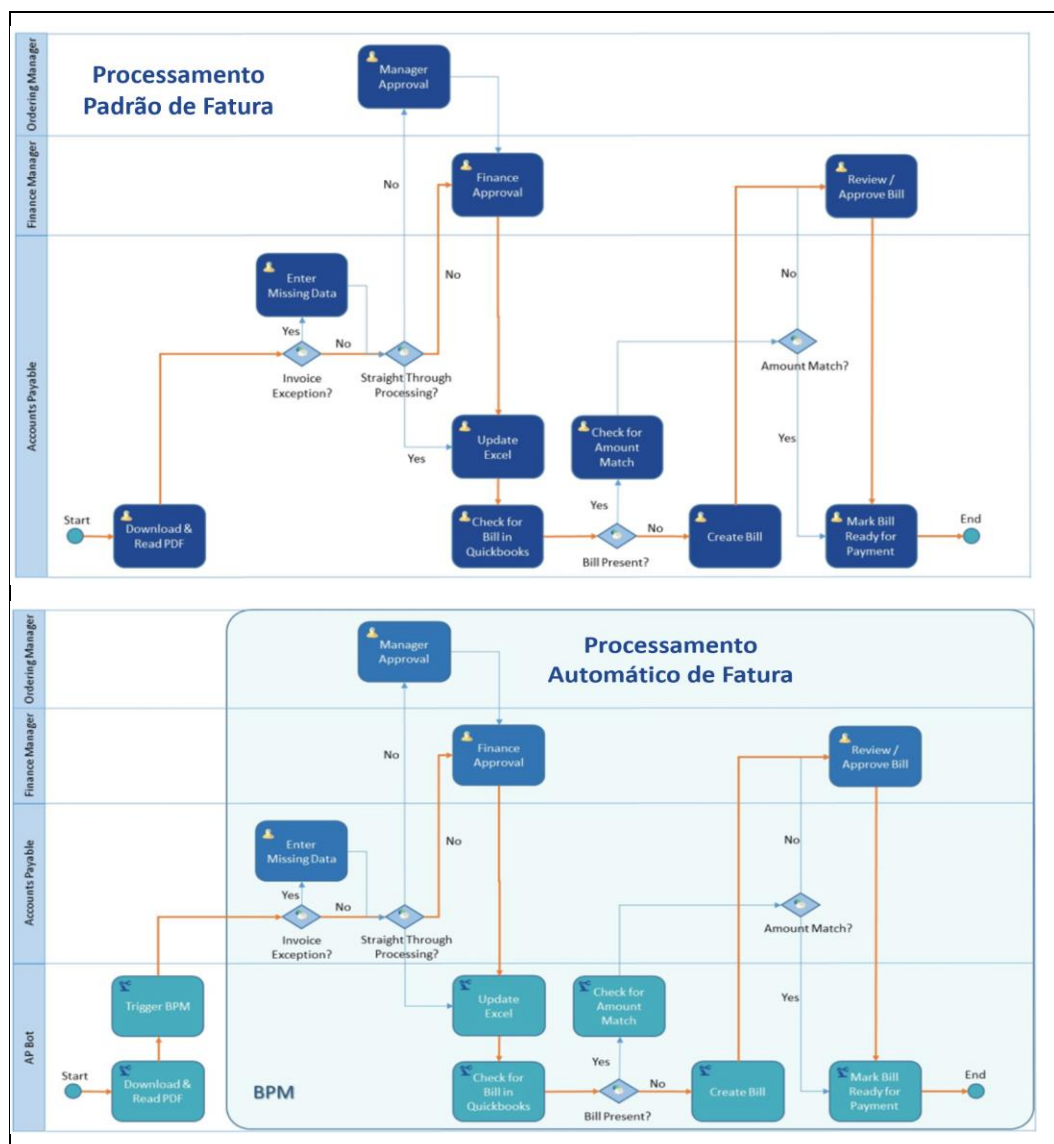 Processamento
Padrão de Fatura
Ordering Manager
Manager
Approval
Finance Manager
No
Finance
Approval
Review /
Approve Bill
Accounts Payable
Enter
Missing Data
No
No
Yes
No
Invoice
Exception?
Straight Through
Processing?
Amount Match?
Yes
Update
Excel
Check for
Amount
Match
Yes
Yes
Start
Download &
Read PDF
Check for
Bill in
Quickbooks
No
Bill Present?
Create Bill
Mark Bill
Ready for
Payment
End
Processamento
Automático de Fatura
Ordering Manager
Manager
Approval
Finance Manager
No
Finance
Approval
Review /
Approve Bill
Accounts Payable
Enter
Missing Data
No
No
Yes
No
Invoice
Exception?
Straight Through
Processing?
Amount Match?
AP Bot
Trigger BPM
Update
Excel
Check for
Amount
Match
Yes
Yes
Start
Download &
Read PDF
BPM
Check for
Bill in
Quickbooks
No
Bill Present?
Create Bill
Mark Bill
Ready for
Payment
End